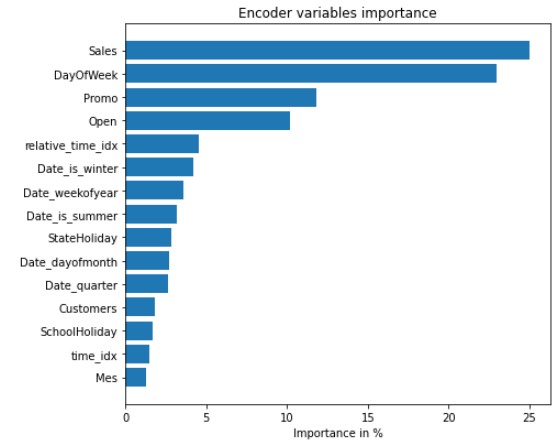 Encoder variables importance
Sales
DayOfWeek
Promo
Open
relative_time_idx
Date_is_winter
Date_weekofyear
Date_is_summer
StateHoliday
Date_dayofmonth
Date_quarter
Customers
SchoolHoliday
time_idx
Mes
0 5 10 15 20 25
Importance in %